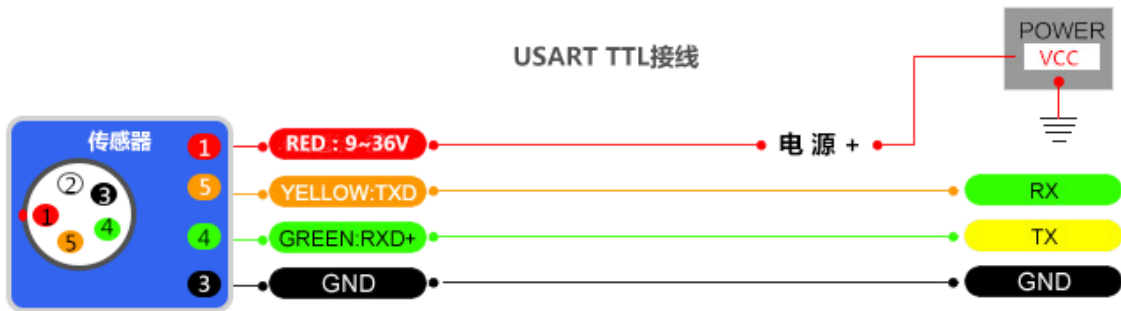 POWER
VCC
USART TTL接线
传感器
1
RED：9~36V
电 源 +
5
YELLOW:TXD
RX
4
GREEN:RXD+
TX
3
GND
GND
2
3
1
4
5